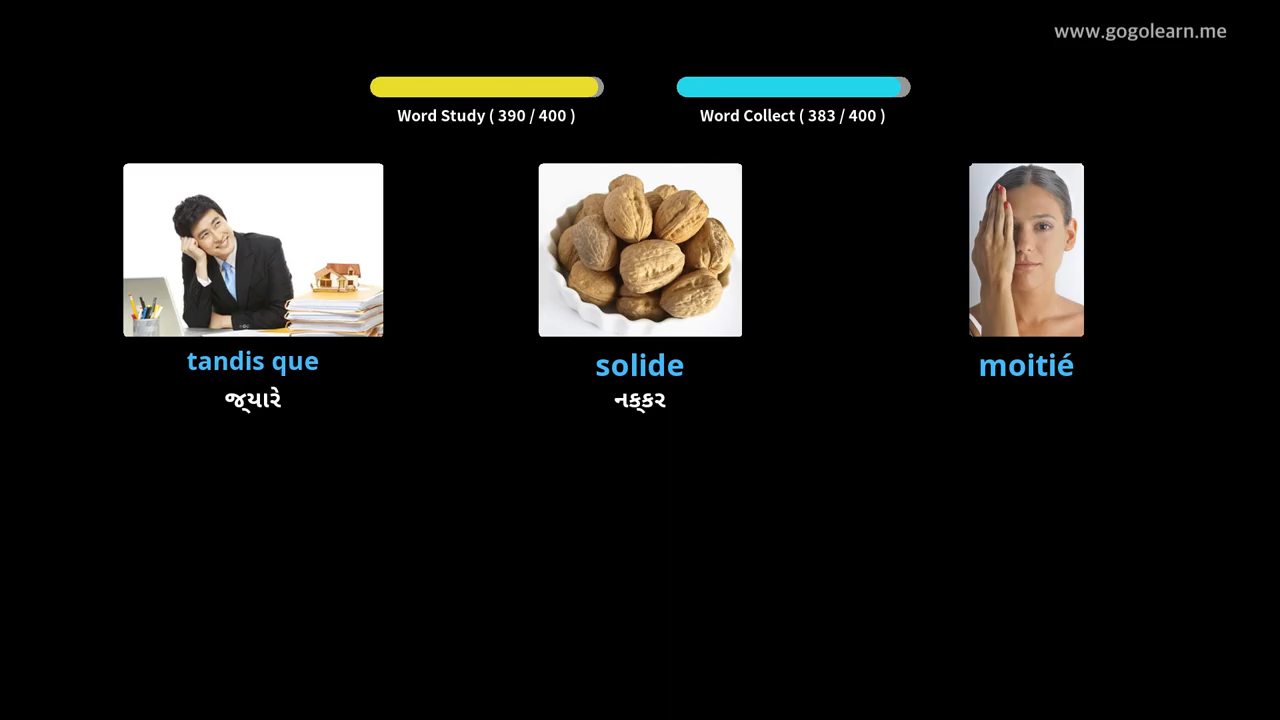 www.gogolearn.me
Word Study ( 390 / 400 )
Word Collect ( 383 / 400 )
tandis que
solide
moitié
જ્યારે
નક્કર